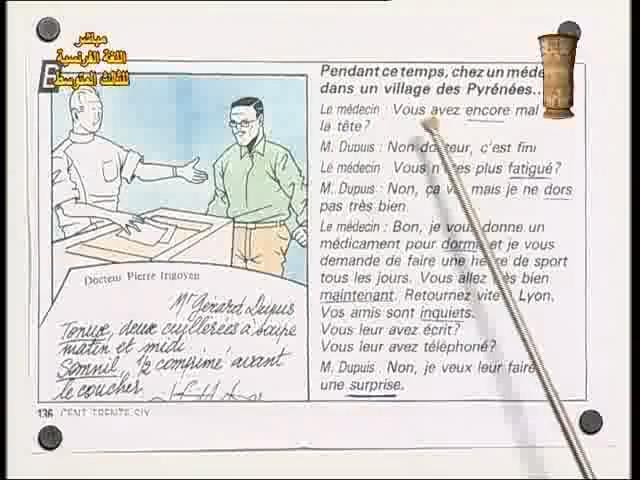 مباشر
اللغة الفرنسية
للثالث المتوسط
Pendant ce temps, chez un méde
dans un village des Pyrénées...
Le médecin : Vous avez encore mal
la tête?
M. Dupuis : Non docteur, c'est fini
Le médecin : Vous n'êtes plus fatigué?
M. Dupuis : Non, ça va mais je ne dors
pas très bien
Le médecin : Bon, je vous donne un
médicament pour dormir et je vous
demande de faire une heure de sport
tous les jours. Vous allez très bien
maintenant. Retournez vite à Lyon.
Vos amis sont inquiets.
Vous leur avez écrit?
Vous leur avez téléphoné?
M. Dupuis : Non, je veux leur faire
une surprise.
Docteur Pierre Irigoyen
Mr Gérard Dupuis
Tonux, deux cuillerées à soupe
matin et midi
Somnil, 1/2 comprimé avant
le coucher
136 CENT TRENTE SIX